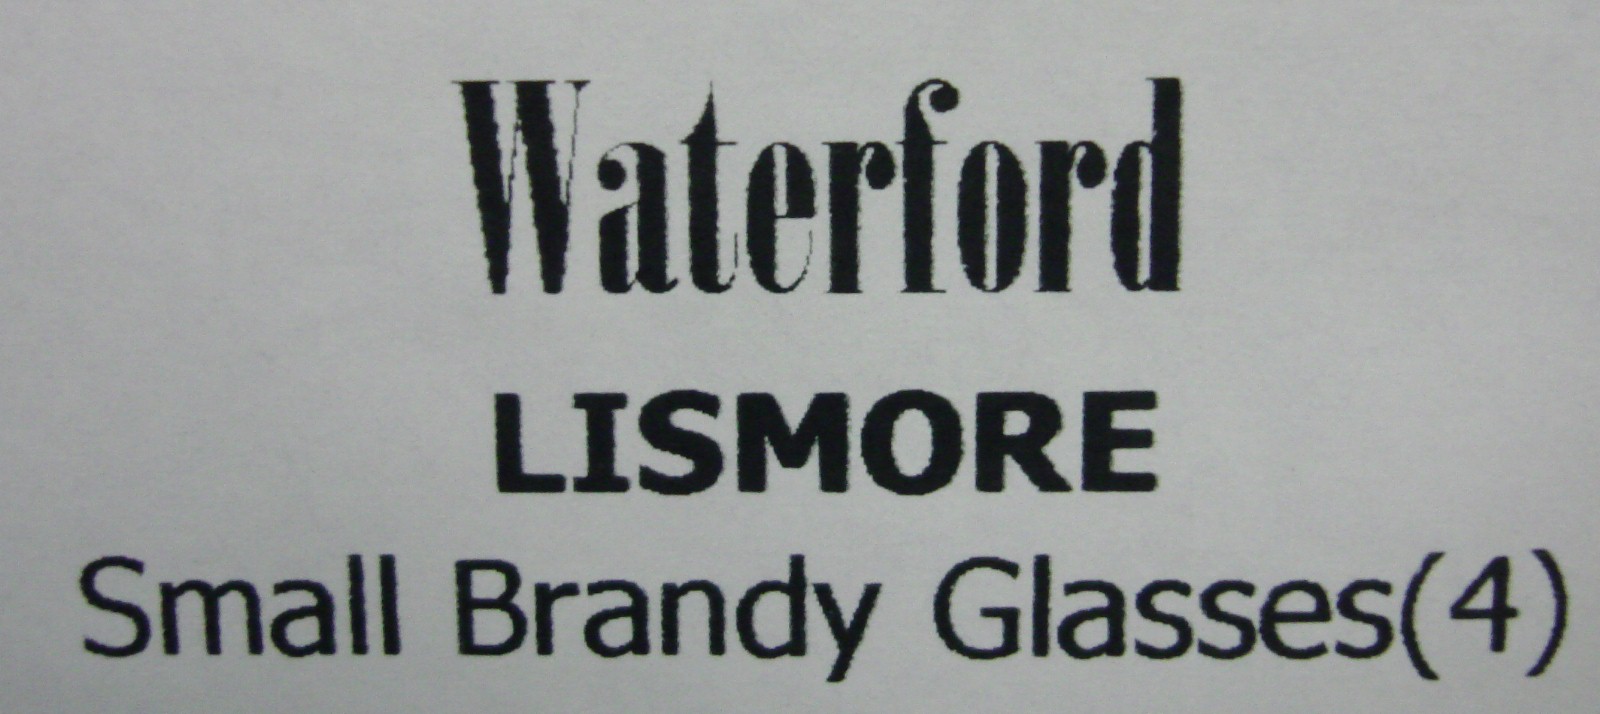 Waterford
LISMORE
Small Brandy Glasses(4)